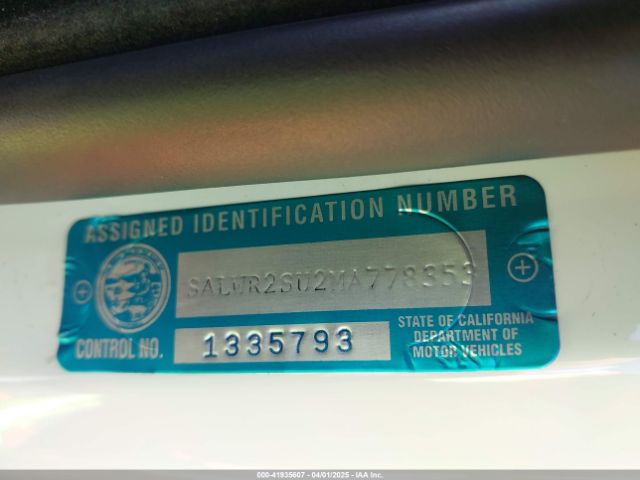 ASSIGNED IDENTIFICATION NUMBER
SALWR2SU2MA778353
CONTROL NO.
1335793
STATE OF CALIFORNIA
DEPARTMENT OF
MOTOR VEHICLES
000-41935607 - 04/01/2025 - IAA Inc.